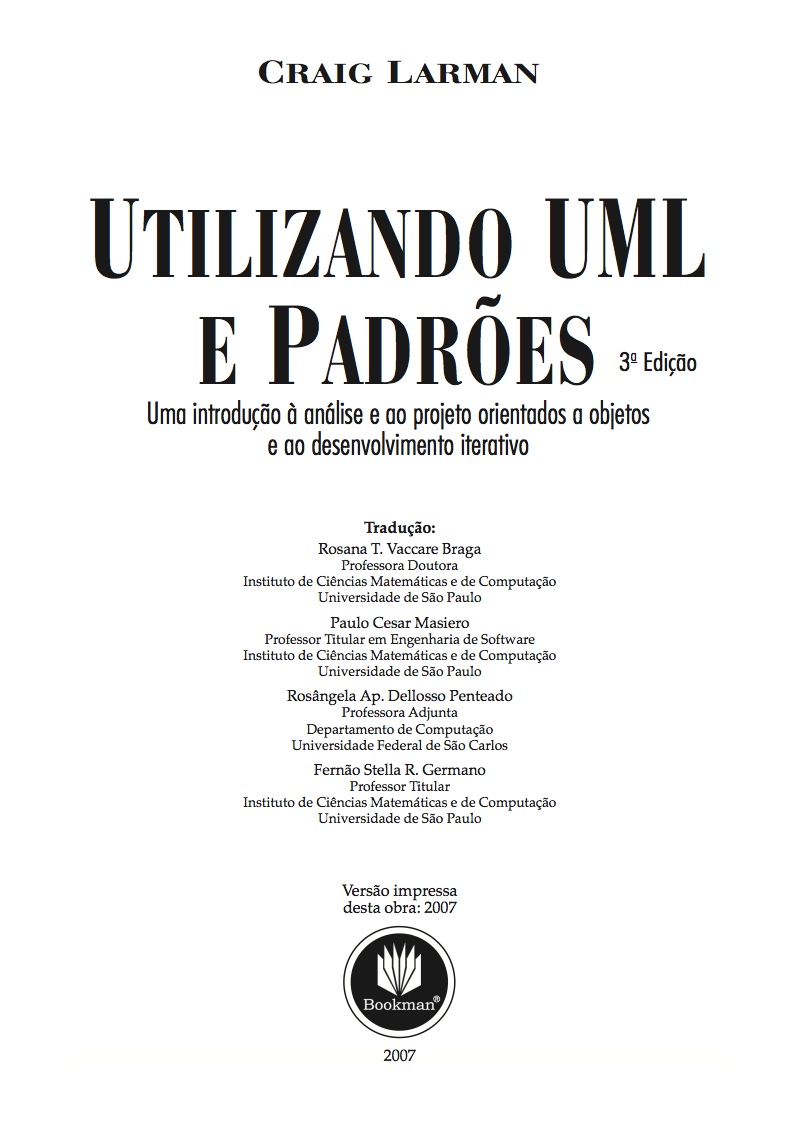 CRAIG LARMAN
UTILIZANDO UML
E PADRÕES 3ª Edição
Uma introdução à análise e ao projeto orientados a objetos
e ao desenvolvimento iterativo
Tradução:
Rosana T. Vaccare Braga
Professora Doutora
Instituto de Ciências Matemáticas e de Computação
Universidade de São Paulo
Paulo Cesar Masiero
Professor Titular em Engenharia de Software
Instituto de Ciências Matemáticas e de Computação
Universidade de São Paulo
Rosângela Ap. Dellosso Penteado
Professora Adjunta
Departamento de Computação
Universidade Federal de São Carlos
Fernão Stella R. Germano
Professor Titular
Instituto de Ciências Matemáticas e de Computação
Universidade de São Paulo
Versão impressa
desta obra: 2007
Bookman®
2007